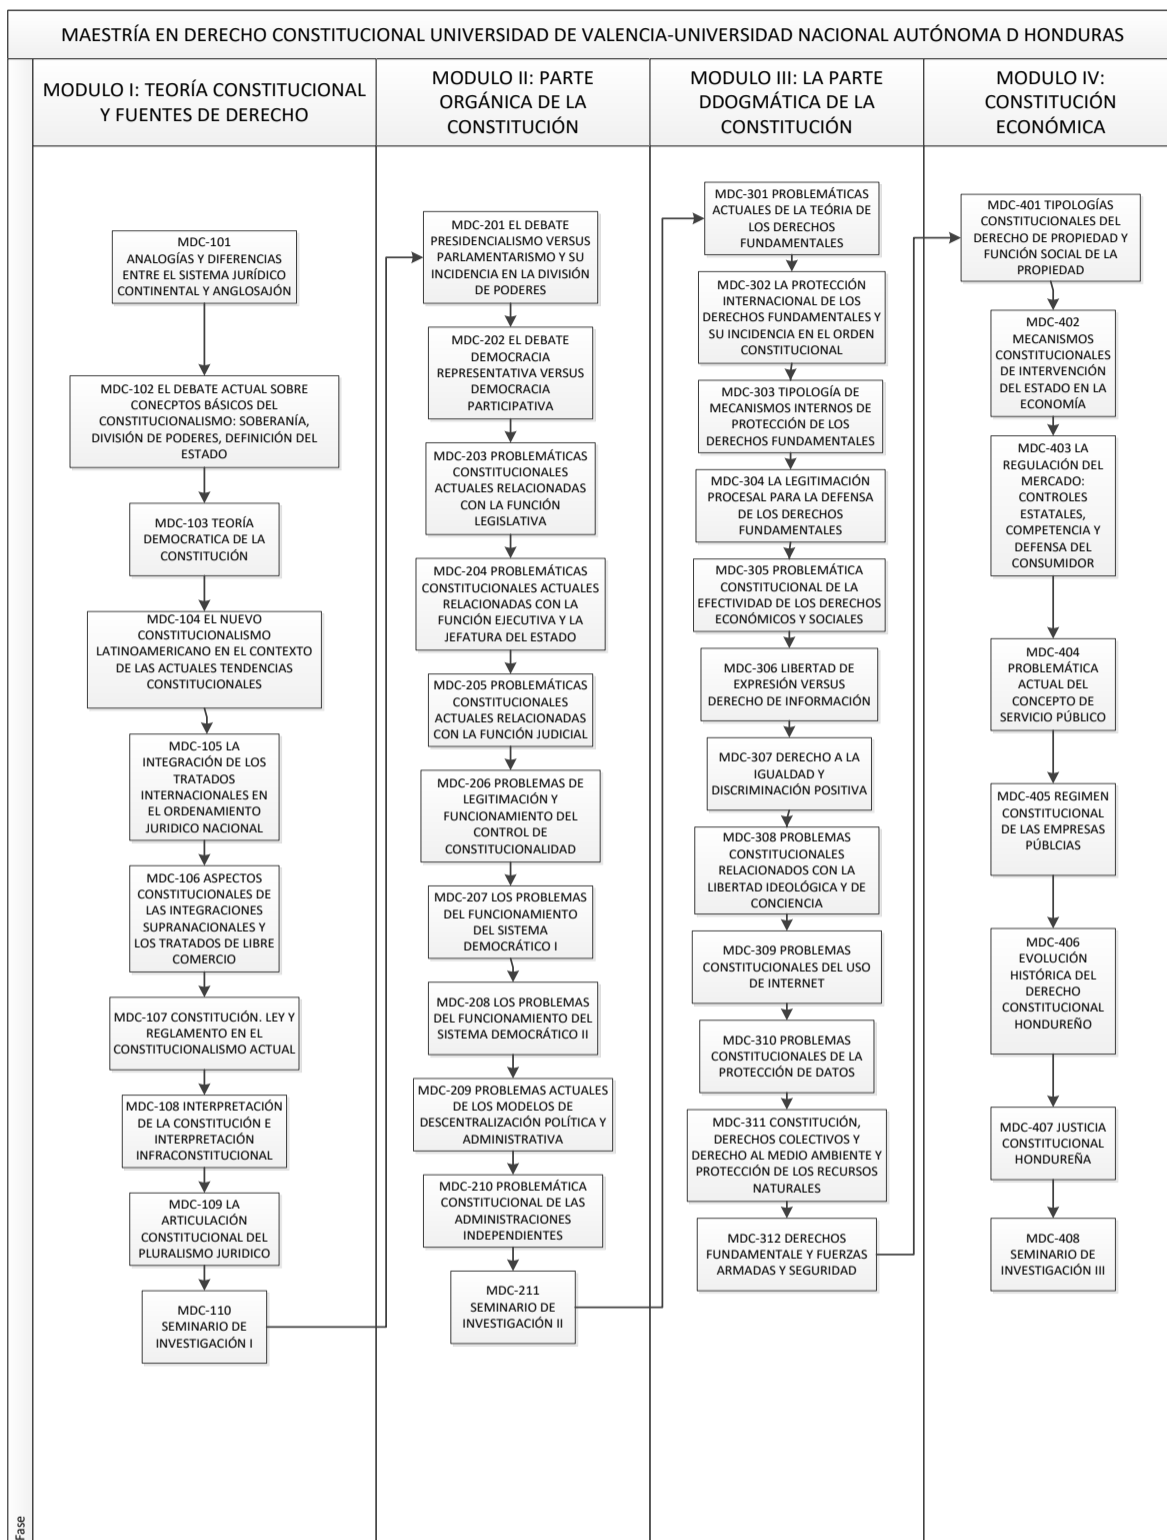 MAESTRÍA EN DERECHO CONSTITUCIONAL UNIVERSIDAD DE VALENCIA-UNIVERSIDAD NACIONAL AUTÓNOMA D HONDURAS
MODULO I: TEORÍA CONSTITUCIONAL
Y FUENTES DE DERECHO
MDC-101
ANALOGÍAS Y DIFERENCIAS
ENTRE EL SISTEMA JURÍDICO
CONTINENTAL Y ANGLOSAJÓN
MDC-102 EL DEBATE ACTUAL SOBRE
CONECPTOS BÁSICOS DEL
CONSTITUCIONALISMO: SOBERANÍA,
DIVISIÓN DE PODERES, DEFINICIÓN DEL
ESTADO
MDC-103 TEORÍA
DEMOCRATICA DE LA
CONSTITUCIÓN
MDC-104 EL NUEVO
CONSTITUCIONALISMO
LATINOAMERICANO EN EL CONTEXTO
DE LAS ACTUALES TENDENCIAS
CONSTITUCIONALES
MDC-105 LA
INTEGRACIÓN DE LOS
TRATADOS
INTERNACIONALES EN
EL ORDENAMIENTO
JURIDICO NACIONAL
MDC-106 ASPECTOS
CONSTITUCIONALES DE
LAS INTEGRACIONES
SUPRANACIONALES Y
LOS TRATADOS DE LIBRE
COMERCIO
MDC-107 CONSTITUCIÓN. LEY Y
REGLAMENTO EN EL
CONSTITUCIONALISMO ACTUAL
MDC-108 INTERPRETACIÓN
DE LA CONSTITUCIÓN E
INTERPRETACIÓN
INFRACONSTITUCIONAL
MDC-109 LA
ARTICULACIÓN
CONSTITUCIONAL DEL
PLURALISMO JURIDICO
MDC-110
SEMINARIO DE
INVESTIGACIÓN I
MODULO II: PARTE
ORGÁNICA DE LA
CONSTITUCIÓN
MDC-201 EL DEBATE
PRESIDENCIALISMO VERSUS
PARLAMENTARISMO Y SU
INCIDENCIA EN LA DIVISIÓN
DE PODERES
MDC-202 EL DEBATE
DEMOCRACIA
REPRESENTATIVA VERSUS
DEMOCRACIA
PARTICIPATIVA
MDC-203 PROBLEMÁTICAS
CONSTITUCIONALES
ACTUALES RELACIONADAS
CON LA FUNCIÓN
LEGISLATIVA
MDC-204 PROBLEMÁTICAS
CONSTITUCIONALES ACTUALES
RELACIONADAS CON LA
FUNCIÓN EJECUTIVA Y LA
JEFATURA DEL ESTADO
MDC-205 PROBLEMÁTICAS
CONSTITUCIONALES
ACTUALES RELACIONADAS
CON LA FUNCIÓN JUDICIAL
MDC-206 PROBLEMAS DE
LEGITIMACIÓN Y
FUNCIONAMIENTO DEL
CONTROL DE
CONSTITUCIONALIDAD
MDC-207 LOS PROBLEMAS
DEL FUNCIONAMIENTO
DEL SISTEMA
DEMOCRÁTICO I
MDC-208 LOS PROBLEMAS
DEL FUNCIONAMIENTO DEL
SISTEMA DEMOCRÁTICO II
MDC-209 PROBLEMAS ACTUALES
DE LOS MODELOS DE
DESCENTRALIZACIÓN POLÍTICA Y
ADMINISTRATIVA
MDC-210 PROBLEMÁTICA
CONSTITUCIONAL DE LAS
ADMINISTRACIONES
INDEPENDIENTES
MDC-211
SEMINARIO DE
INVESTIGACIÓN II
MODULO III: LA PARTE
DDOGMÁTICA DE LA
CONSTITUCIÓN
MDC-301 PROBLEMÁTICAS
ACTUALES DE LA TEÓRIA DE
LOS DERECHOS
FUNDAMENTALES
MDC-302 LA PROTECCIÓN
INTERNACIONAL DE LOS
DERECHOS FUNDAMENTALES Y
SU INCIDENCIA EN EL ORDEN
CONSTITUCIONAL
MDC-303 TIPOLOGÍA DE
MECANISMOS INTERNOS DE
PROTECCIÓN DE LOS
DERECHOS FUNDAMENTALES
MDC-304 LA LEGITIMACIÓN
PROCESAL PARA LA DEFENSA
DE LOS DERECHOS
FUNDAMENTALES
MDC-305 PROBLEMÁTICA
CONSTITUCIONAL DE LA
EFECTIVIDAD DE LOS DERECHOS
ECONÓMICOS Y SOCIALES
MDC-306 LIBERTAD DE
EXPRESIÓN VERSUS
DERECHO DE INFORMACIÓN
MDC-307 DERECHO A LA
IGUALDAD Y
DISCRIMINACIÓN POSITIVA
MDC-308 PROBLEMAS
CONSTITUCIONALES
RELACIONADOS CON LA
LIBERTAD IDEOLÓGICA Y DE
CONCIENCIA
MDC-309 PROBLEMAS
CONSTITUCIONALES DEL USO
DE INTERNET
MDC-310 PROBLEMAS
CONSTITUCIONALES DE LA
PROTECCIÓN DE DATOS
MDC-311 CONSTITUCIÓN,
DERECHOS COLECTIVOS Y
DERECHO AL MEDIO AMBIENTE Y
PROTECCIÓN DE LOS RECURSOS
NATURALES
MDC-312 DERECHOS
FUNDAMENTALE Y FUERZAS
ARMADAS Y SEGURIDAD
MODULO IV:
CONSTITUCIÓN
ECONÓMICA
MDC-401 TIPOLOGÍAS
CONSTITUCIONALES DEL
DERECHO DE PROPIEDAD Y
FUNCIÓN SOCIAL DE LA
PROPIEDAD
MDC-402
MECANISMOS
CONSTITUCIONALES
DE INTERVENCIÓN
DEL ESTADO EN LA
ECONOMÍA
MDC-403 LA
REGULACIÓN DEL
MERCADO:
CONTROLES
ESTATALES,
COMPETENCIA Y
DEFENSA DEL
CONSUMIDOR
MDC-404
PROBLEMÁTICA
ACTUAL DEL
CONCEPTO DE
SERVICIO PÚBLICO
MDC-405 REGIMEN
CONSTITUCIONAL
DE LAS EMPRESAS
PÚBLCIAS
MDC-406
EVOLUCIÓN
HISTÓRICA DEL
DERECHO
CONSTITUCIONAL
HONDUREÑO
MDC-407 JUSTICIA
CONSTITUCIONAL
HONDUREÑA
MDC-408
SEMINARIO DE
INVESTIGACIÓN III
Fase